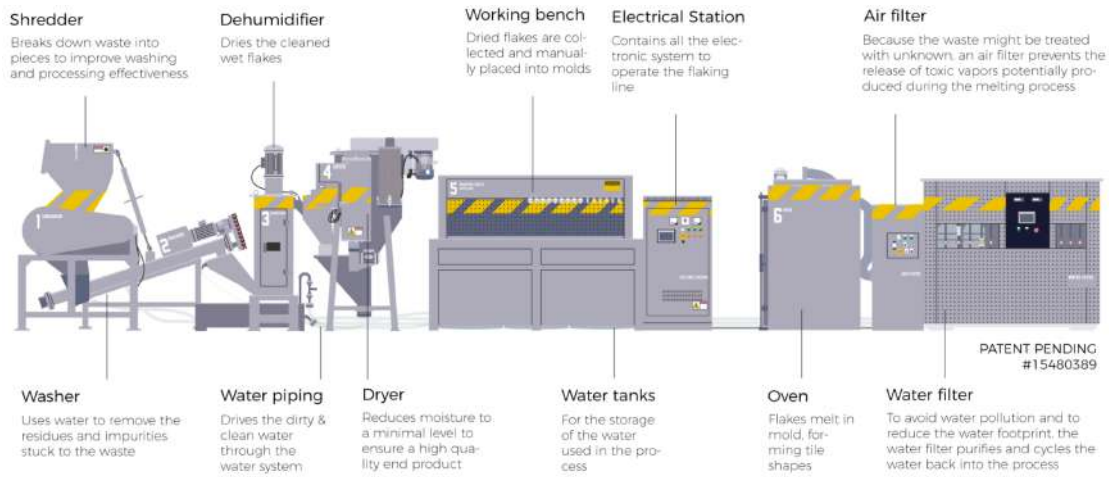 Shredder
Breaks down waste into
pieces to improve washing
and processing effectiveness
Dehumidifier
Dries the cleaned
wet flakes
Working bench
Dried flakes are col-
lected and manual-
ly placed into molds
Electrical Station
Contains all the elec-
tronic system to
operate the flaking
line
Air filter
Because the waste might be treated
with unknown, an air filter prevents the
release of toxic vapors potentially pro-
duced during the melting process
1
2
3
4
5
6
PATENT PENDING
#15480389
Washer
Uses water to remove the
residues and impurities
stuck to the waste
Water piping
Drives the dirty &
clean water
through the
water system
Dryer
Reduces moisture to
a minimal level to
ensure a high qua-
lity end product
Water tanks
For the storage
of the water
used in the pro-
cess
Oven
Flakes melt in
mold, for-
ming tile
shapes
Water filter
To avoid water pollution and to
reduce the water footprint, the
water filter purifies and cycles the
water back into the process